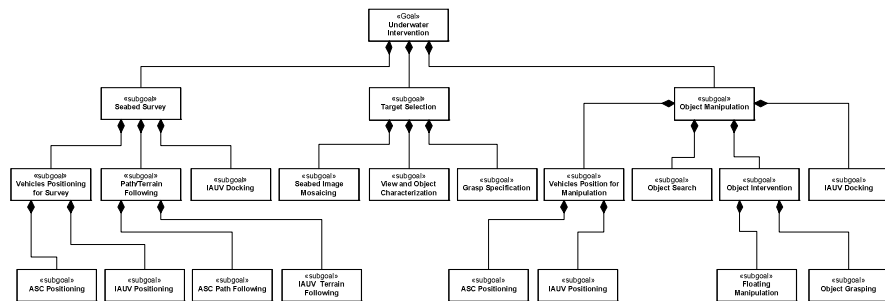 «Goal»
Underwater
Intervention
«subgoal»
Seabed Survey
«subgoal»
Target Selection
«subgoal»
Object Manipulation
«subgoal»
Vehicles Positioning
for Survey
«subgoal»
Path/Terrain
Following
«subgoal»
IAUV Docking
«subgoal»
Seabed Image
Mosaicing
«subgoal»
View and Object
Characterization
«subgoal»
Grasp Specification
«subgoal»
Vehicles Position for
Manipulation
«subgoal»
Object Search
«subgoal»
Object Intervention
«subgoal»
IAUV Docking
«subgoal»
ASC Positioning
«subgoal»
IAUV Positioning
«subgoal»
ASC Path Following
«subgoal»
IAUV Terrain
Following
«subgoal»
ASC Positioning
«subgoal»
IAUV Positioning
«subgoal»
Floating
Manipulation
«subgoal»
Object Grasping